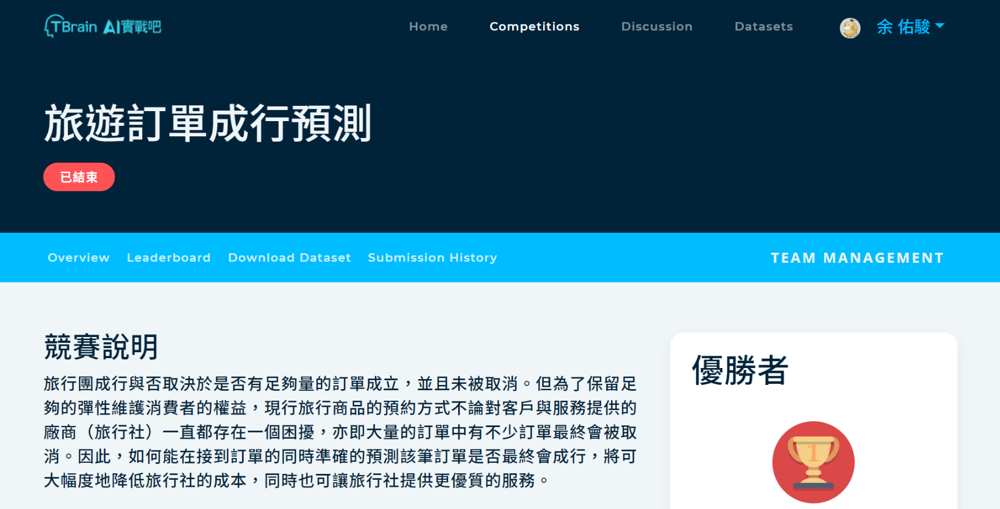 TBrain AI實戰吧
Home
Competitions
Discussion
Datasets
余 佑駿
旅遊訂單成行預測
已結束
Overview
Leaderboard
Download Dataset
Submission History
TEAM MANAGEMENT
競賽說明
旅行團成行與否取決於是否有足夠量的訂單成立，並且未被取消。但為了保留足
夠的彈性維護消費者的權益，現行旅行商品的預約方式不論對客戶與服務提供的
廠商（旅行社）一直都存在一個困擾，亦即大量的訂單中有不少訂單最終會被取
消。因此，如何能在接到訂單的同時準確的預測該筆訂單是否最終會成行，將可
大幅度地降低旅行社的成本，同時也可讓旅行社提供更優質的服務。
優勝者
1